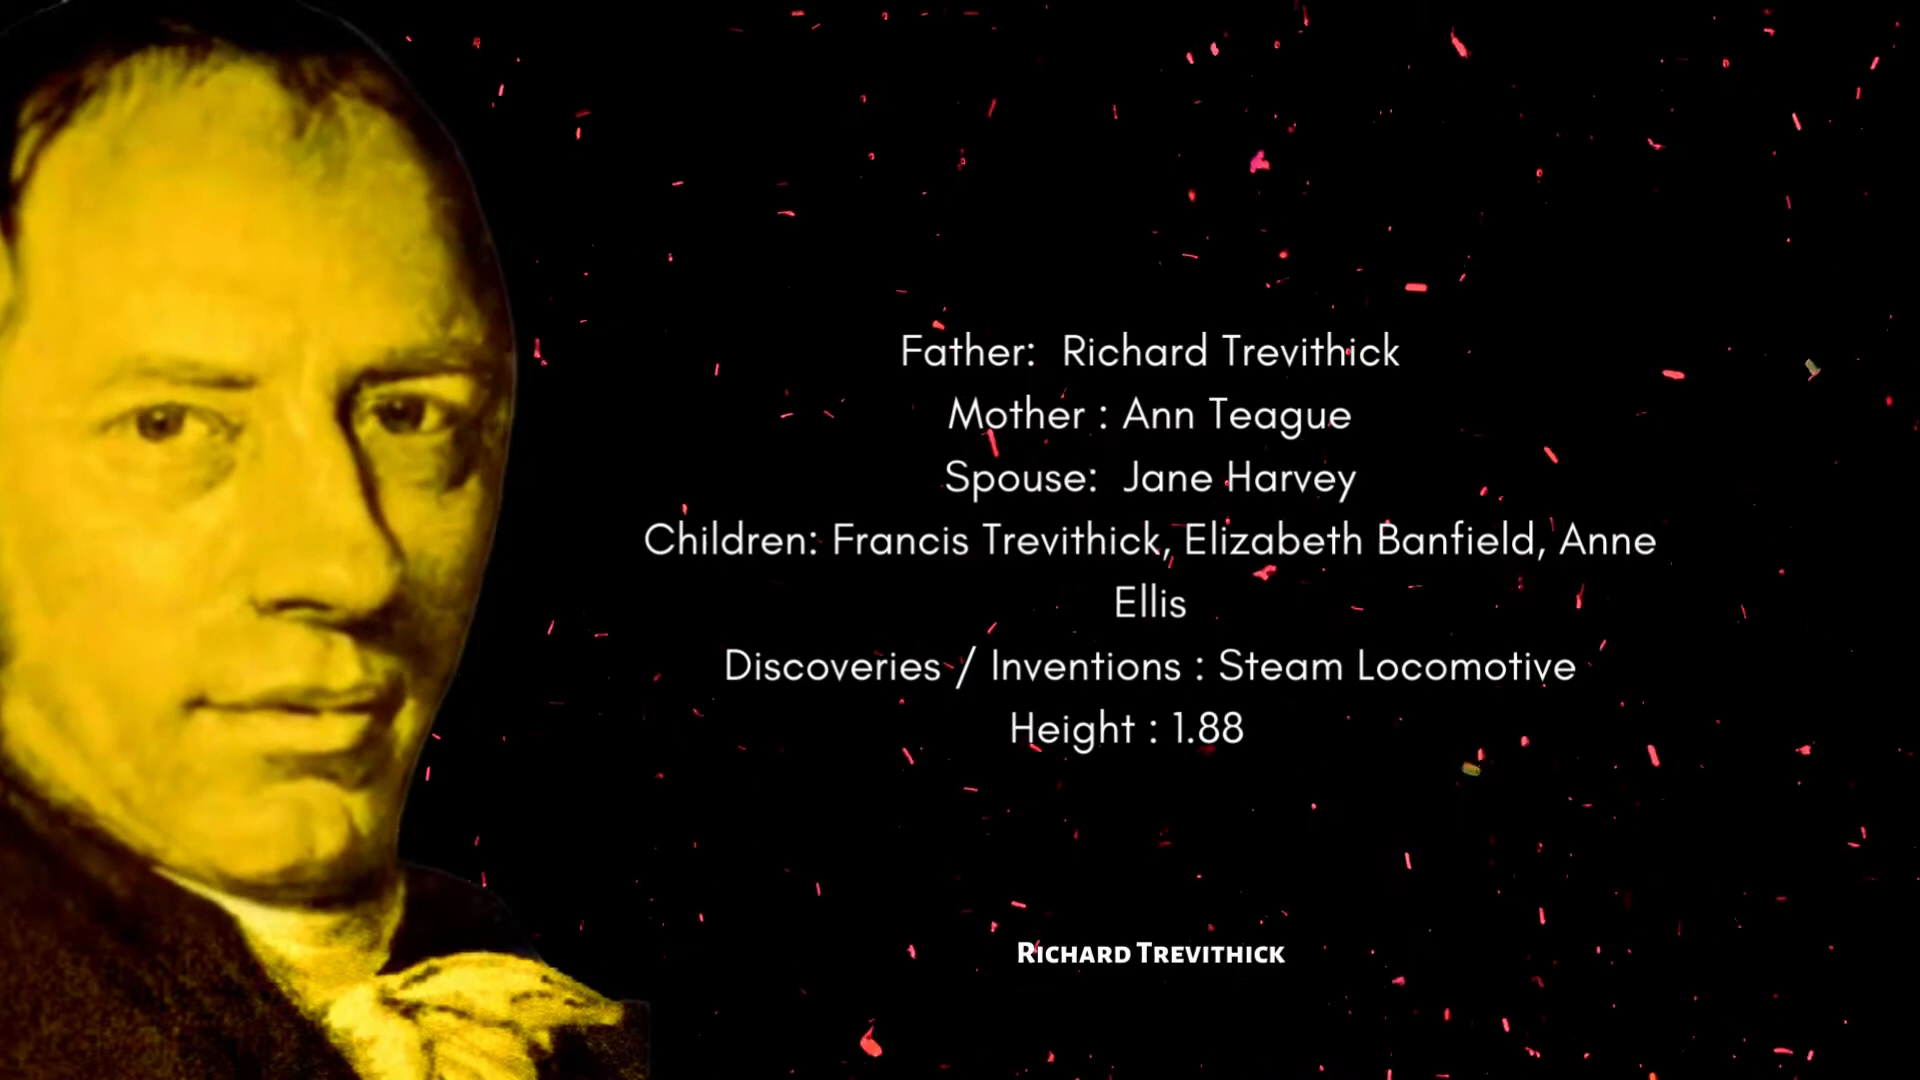 Father:  Richard Trevithick
Mother : Ann Teague
Spouse:  Jane Harvey
Children: Francis Trevithick, Elizabeth Banfield, Anne
Ellis
Discoveries / Inventions : Steam Locomotive
Height : 1.88
Richard Trevithick